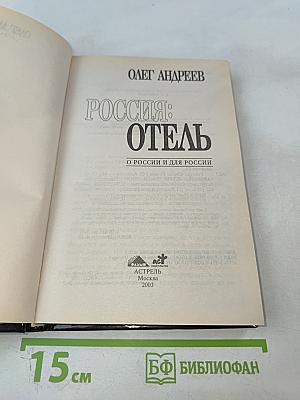 ОЛЕГ АНДРЕЕВ
РОССИЯ:
ОТЕЛЬ
О РОССИИ И ДЛЯ РОССИИ
АСТРЕЛЬ
Москва
2003
15 см
БФ БИБЛИОФАН